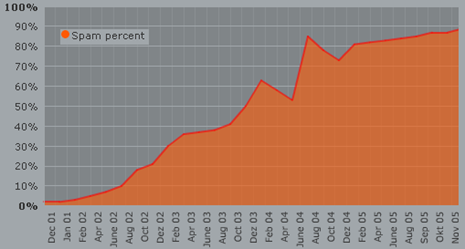 100%
90%
80%
70%
60%
50%
40%
30%
20%
10%
0%
Spam percent
Dec 01
Jan 01
Feb 02
Apr 02
June 02
Aug 02
Oct 02
Dec 02
Feb 03
Apr 03
June 03
Aug 03
Oct 03
Dec 03
Feb 04
Apr 04
June 04
Aug 04
Oct 04
Dec 04
Feb 05
Apr 05
June 05
Aug 05
Sep 05
Okt 05
Nov 05